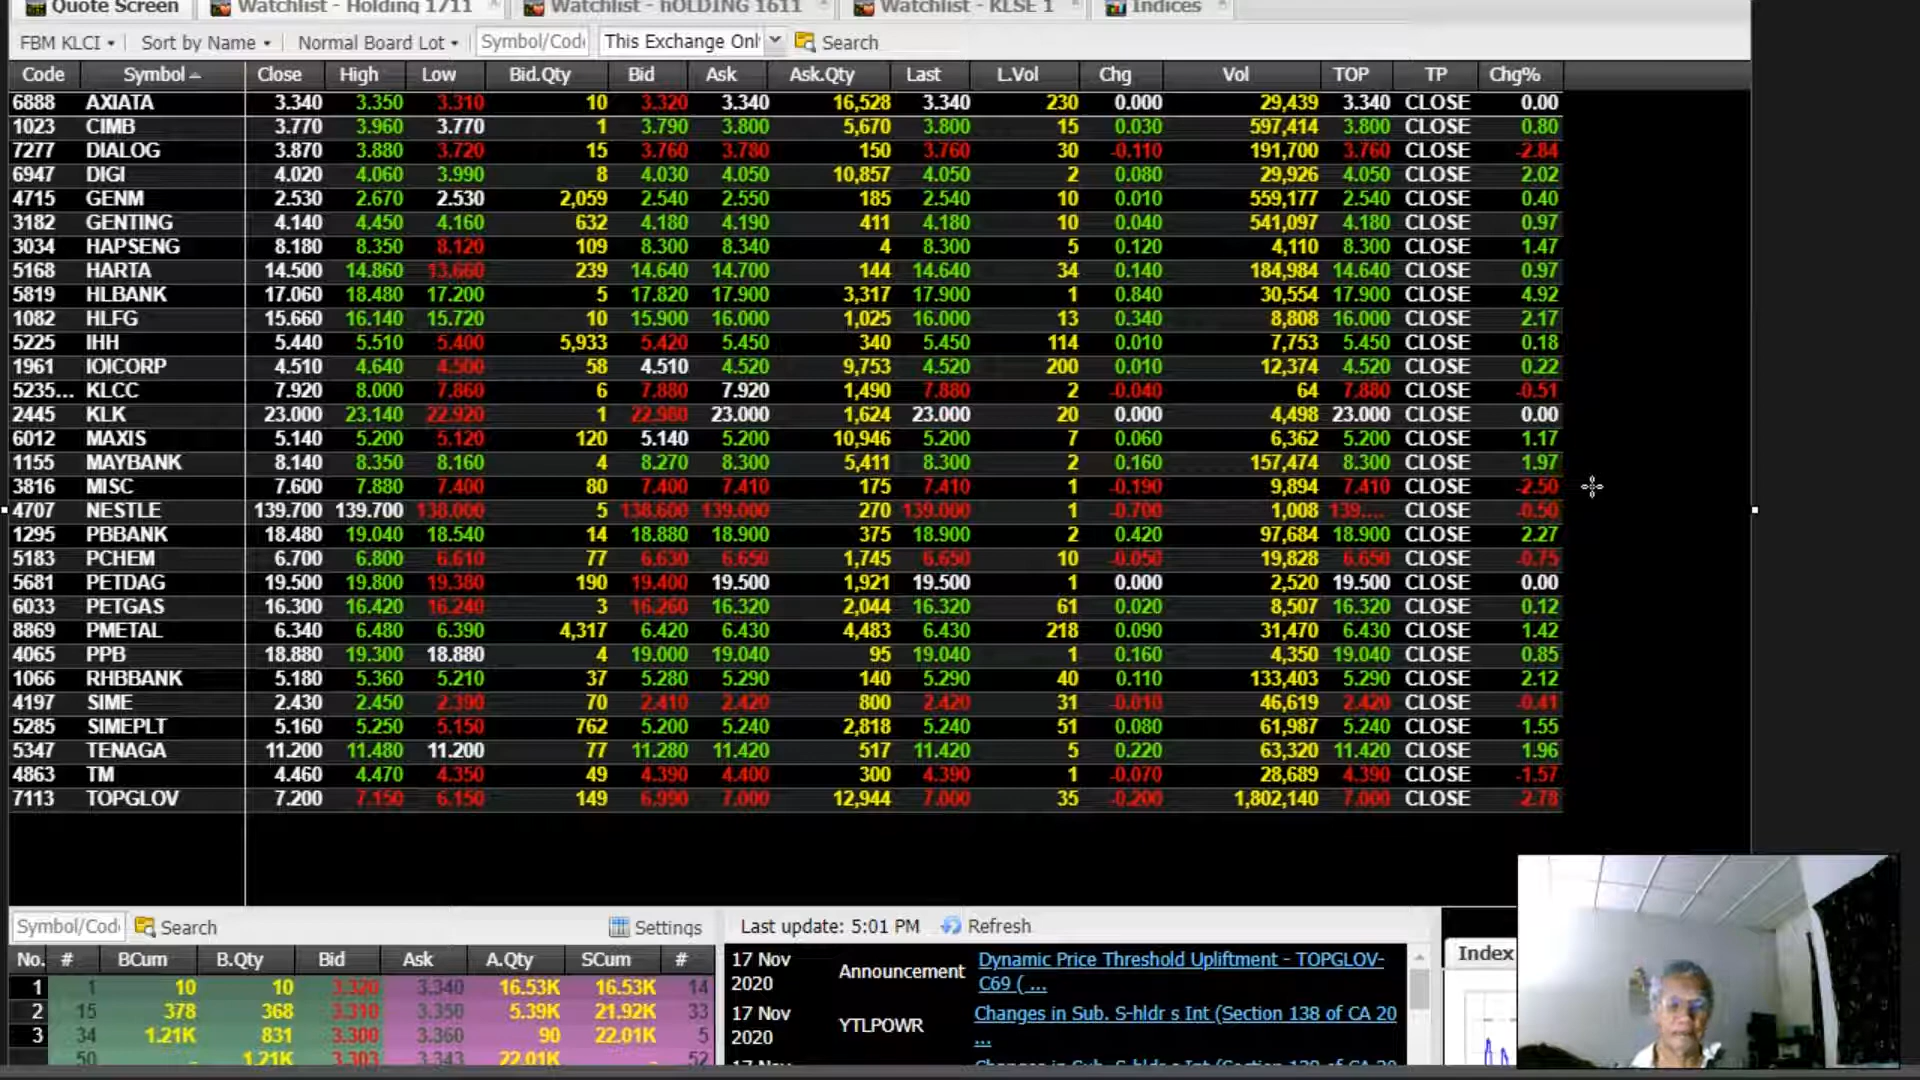 Quote Screen Watchlist - Holding 1711 Watchlist - hOLDING 1611 Watchlist - KLSE 1 Indices
FBM KLCI Sort by Name Normal Board Lot Symbol/Cod This Exchange Onl Search
Code Symbol Close High Low Bid.Qty Bid Ask Ask.Qty Last L.Vol Chg Vol TOP TP Chg%
6888 AXIATA 3.340 3.350 3.310 10 3.320 3.340 16,528 3.340 230 0.000 29,439 3.340 CLOSE 0.00
1023 CIMB 3.770 3.960 3.770 1 3.790 3.800 5,670 3.800 15 0.030 597,414 3.800 CLOSE 0.80
7277 DIALOG 3.870 3.880 3.720 15 3.760 3.780 150 3.760 30 -0.110 191,700 3.760 CLOSE -2.84
6947 DIGI 4.020 4.060 3.990 8 4.030 4.050 10,857 4.050 2 0.080 29,926 4.050 CLOSE 2.02
4715 GENM 2.530 2.670 2.530 2,059 2.540 2.550 185 2.540 10 0.010 559,177 2.540 CLOSE 0.40
3182 GENTING 4.140 4.450 4.160 632 4.180 4.190 411 4.180 10 0.040 541,097 4.180 CLOSE 0.97
3034 HAPSENG 8.180 8.350 8.120 109 8.300 8.340 4 8.300 5 0.120 4,110 8.300 CLOSE 1.47
5168 HARTA 14.500 14.860 13.660 239 14.640 14.700 144 14.640 34 0.140 184,984 14.640 CLOSE 0.97
5819 HLBANK 17.060 18.480 17.200 5 17.820 17.900 3,317 17.900 1 0.840 30,554 17.900 CLOSE 4.92
1082 HLFG 15.660 16.140 15.720 10 15.900 16.000 1,025 16.000 13 0.340 8,808 16.000 CLOSE 2.17
5225 IHH 5.440 5.510 5.400 5,933 5.420 5.450 340 5.450 114 0.010 7,753 5.450 CLOSE 0.18
1961 IOICORP 4.510 4.640 4.500 58 4.510 4.520 9,753 4.520 200 0.010 12,374 4.520 CLOSE 0.22
5235... KLCC 7.920 8.000 7.860 6 7.880 7.920 1,490 7.880 2 -0.040 64 7.880 CLOSE -0.51
2445 KLK 23.000 23.140 22.920 1 22.980 23.000 1,624 23.000 20 0.000 4,498 23.000 CLOSE 0.00
6012 MAXIS 5.140 5.200 5.120 120 5.140 5.200 10,946 5.200 7 0.060 6,362 5.200 CLOSE 1.17
1155 MAYBANK 8.140 8.350 8.160 4 8.270 8.300 5,411 8.300 2 0.160 157,474 8.300 CLOSE 1.97
3816 MISC 7.600 7.880 7.400 80 7.400 7.410 175 7.410 1 -0.190 9,894 7.410 CLOSE -2.50
4707 NESTLE 139.700 139.700 138.000 5 138.600 139.000 270 139.000 1 -0.700 1,008 139.... CLOSE -0.50
1295 PBBANK 18.480 19.040 18.540 14 18.880 18.900 375 18.900 2 0.420 97,684 18.900 CLOSE 2.27
5183 PCHEM 6.700 6.800 6.610 77 6.630 6.650 1,745 6.650 10 -0.050 19,828 6.650 CLOSE -0.75
5681 PETDAG 19.500 19.800 19.380 190 19.400 19.500 1,921 19.500 1 0.000 2,520 19.500 CLOSE 0.00
6033 PETGAS 16.300 16.420 16.240 3 16.260 16.320 2,044 16.320 61 0.020 8,507 16.320 CLOSE 0.12
8869 PMETAL 6.340 6.480 6.390 4,317 6.420 6.430 4,483 6.430 218 0.090 31,470 6.430 CLOSE 1.42
4065 PPB 18.880 19.300 18.880 4 19.000 19.040 95 19.040 1 0.160 4,350 19.040 CLOSE 0.85
1066 RHBBANK 5.180 5.360 5.210 37 5.280 5.290 140 5.290 40 0.110 133,403 5.290 CLOSE 2.12
4197 SIME 2.430 2.450 2.390 70 2.410 2.420 800 2.420 31 -0.010 46,619 2.420 CLOSE -0.41
5285 SIMEPLT 5.160 5.250 5.150 762 5.200 5.240 2,818 5.240 51 0.080 61,987 5.240 CLOSE 1.55
5347 TENAGA 11.200 11.480 11.200 77 11.280 11.420 517 11.420 5 0.220 63,320 11.420 CLOSE 1.96
4863 TM 4.460 4.470 4.350 49 4.390 4.400 300 4.390 1 -0.070 28,689 4.390 CLOSE -1.57
7113 TOPGLOV 7.200 7.150 6.150 149 6.990 7.000 12,944 7.000 35 -0.200 1,802,140 7.000 CLOSE -2.78
Symbol/Cod Search Settings Last update: 5:01 PM Refresh
No. # BCum B.Qty Bid Ask A.Qty SCum #
1 1 10 10 3.320 3.340 16.53K 16.53K 14
2 15 378 368 3.310 3.350 5.39K 21.92K 33
3 34 1.21K 831 3.300 3.360 90 22.01K 5
50 - 1.21K 3.303 3.343 22.01K - 52
17 Nov 2020 Announcement Dynamic Price Threshold Upliftment - TOPGLOV-
C69 ( ...
17 Nov 2020 YTLPOWR Changes in Sub. S-hldr s Int (Section 138 of CA 20
...
17 Nov Changes in Sub. S-hldr s Int (Section 138 of CA 20
Index